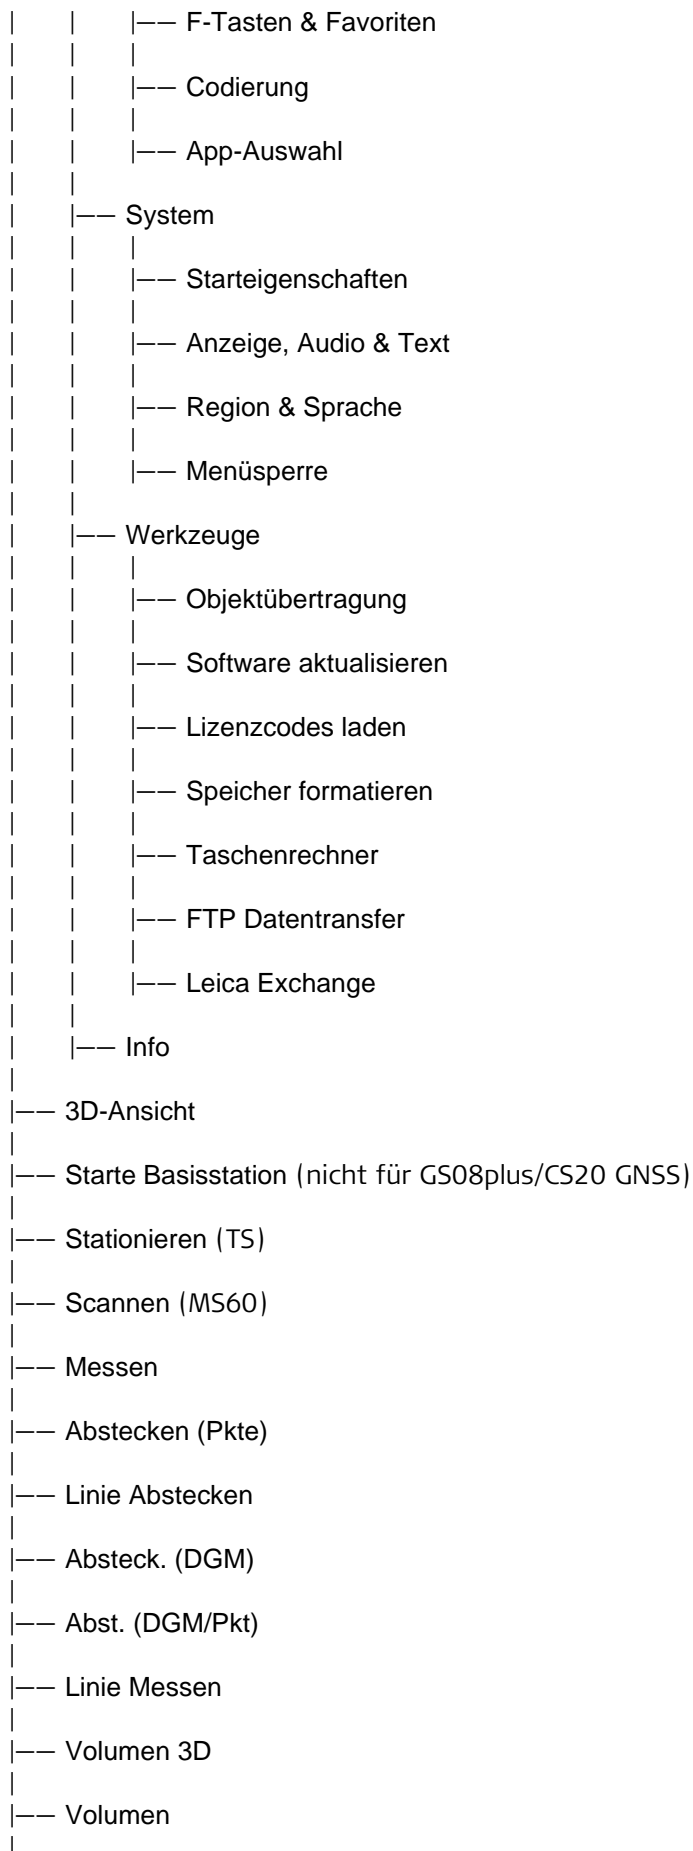 |—— F-Tasten & Favoriten
|—— Codierung
|—— App-Auswahl
|—— System
|—— Starteigenschaften
|—— Anzeige, Audio & Text
|—— Region & Sprache
|—— Menüsperre
|—— Werkzeuge
|—— Objektübertragung
|—— Software aktualisieren
|—— Lizenzcodes laden
|—— Speicher formatieren
|—— Taschenrechner
|—— FTP Datentransfer
|—— Leica Exchange
|—— Info
|—— 3D-Ansicht
|—— Starte Basisstation (nicht für GS08plus/CS20 GNSS)
|—— Stationieren (TS)
|—— Scannen (MS60)
|—— Messen
|—— Abstecken (Pkte)
|—— Linie Abstecken
|—— Absteck. (DGM)
|—— Abst. (DGM/Pkt)
|—— Linie Messen
|—— Volumen 3D
|—— Volumen